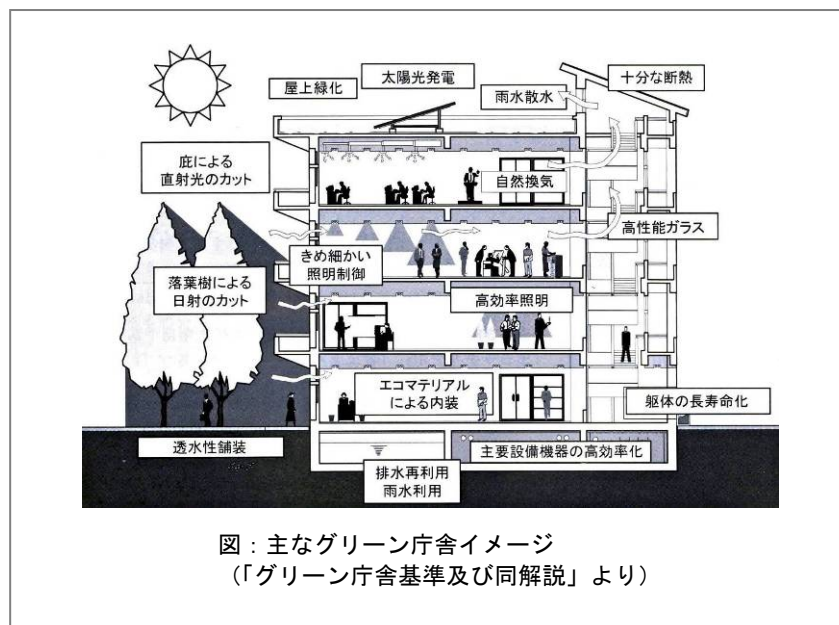 太陽光発電
屋上緑化
雨水散水
十分な断熱
庇による
直射光のカット
自然換気
高性能ガラス
きめ細かい
照明制御
落葉樹による
日射のカット
高効率照明
エコマテリアル
による内装
躯体の長寿命化
透水性舗装
主要設備機器の高効率化
排水再利用
雨水利用
図：主なグリーン庁舎イメージ
（「グリーン庁舎基準及び同解説」より）